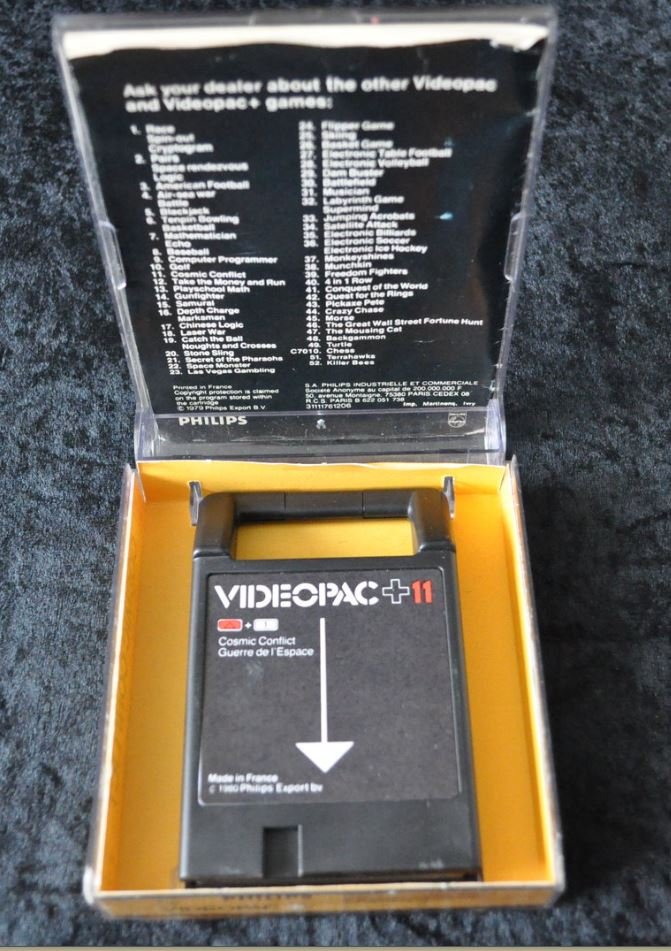 Ask your dealer about the other Videopac
and Videopac+ games:
1. Race
Spin-out
Cryptogram
2. Pairs
Space rendezvous
Logic
3. American Football
4. Air-sea war
Battle
5. Blackjack
6. Tenpin Bowling
Basketball
7. Mathematician
Echo
8. Baseball
9. Computer Programmer
10. Golf
11. Cosmic Conflict
12. Take the Money and Run
13. Playschool Math
14. Gunfighter
15. Samurai
16. Depth Charge
Marksman
17. Chinese Logic
18. Laser War
19. Catch the Ball
Noughts and Crosses
20. Stone Sling
21. Secret of the Pharaohs
22. Space Monster
23. Las Vegas Gambling
24. Flipper Game
25. Skiing
26. Basket Game
27. Electronic Table Football
28. Electronic Volleyball
29. Dam Buster
30. Battlefield
31. Musician
32. Labyrinth Game
Supermind
33. Jumping Acrobats
34. Satellite Attack
35. Electronic Billiards
36. Electronic Soccer
Electronic Ice Hockey
37. Monkeyshines
38. Munchkin
39. Freedom Fighters
40. 4 in 1 Row
41. Conquest of the World
42. Quest for the Rings
43. Pickaxe Pete
44. Crazy Chase
45. Morse
46. The Great Wall Street Fortune Hunt
47. The Mousing Cat
48. Backgammon
49. Turtle
C7010. Chess
51. Terrahawks
52. Killer Bees
Printed in France
Copyright protection is claimed
on the program stored within
the cartridge
© 1979 Philips Export B.V.
S.A. PHILIPS INDUSTRIELLE ET COMMERCIALE
Société Anonyme au capital de 200.000.000 F
50, avenue Montaigne, 75380 PARIS CEDEX 08
R.C.S. PARIS B 622 051 738
31111761206
Imp. Martinenq, Ivry
PHILIPS
VIDEOPAC+11
+
Cosmic Conflict
Guerre de l'Espace
Made in France
© 1980 Philips Export bv
PHILIPS
VIDEOPAC